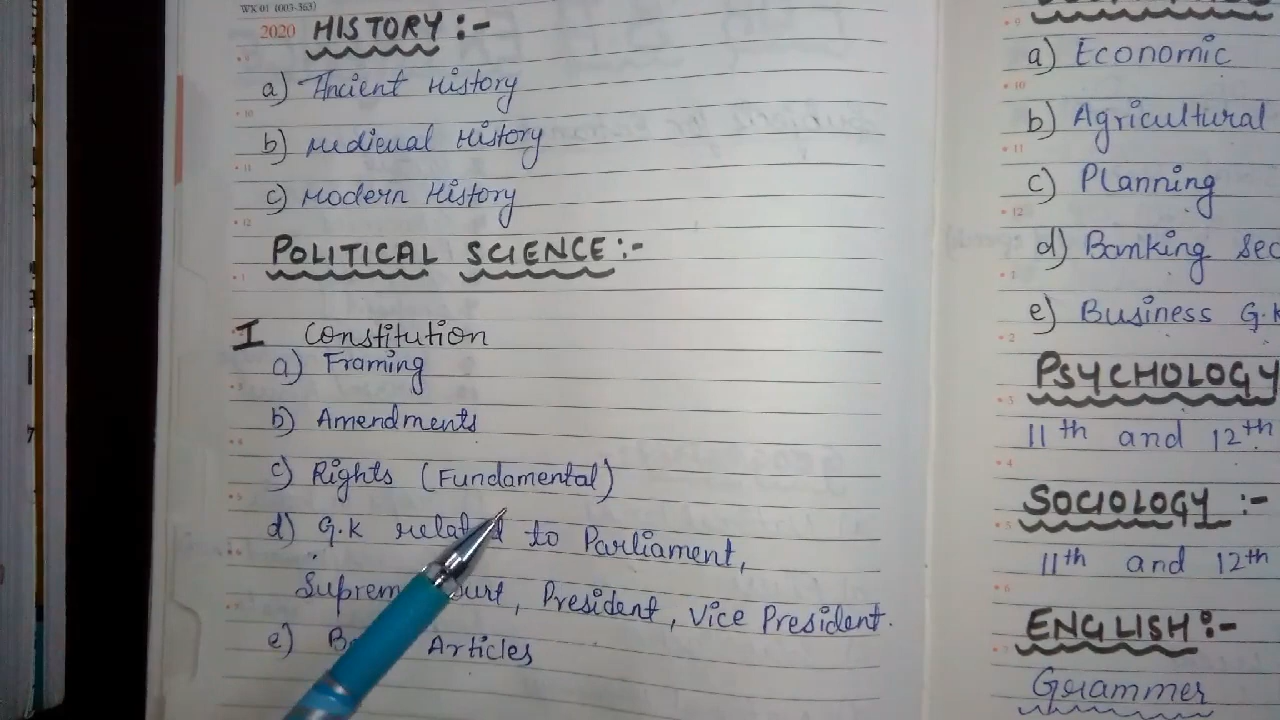 WK 01 (003-363)
2020 HISTORY :-
a) Ancient History
b) Medieval History
c) Modern History
POLITICAL SCIENCE :-
I Constitution
a) Framing
b) Amendments
c) Rights (Fundamental)
d) G.K related to Parliament,
President, Vice President.
e) Articles
a) Economic
b) Agricultural
c) Planning
d) Banking
e) Business G.K
PSYCHOLOGY
11th and 12th
SOCIOLOGY :-
11th and 12th
ENGLISH :-
Grammer